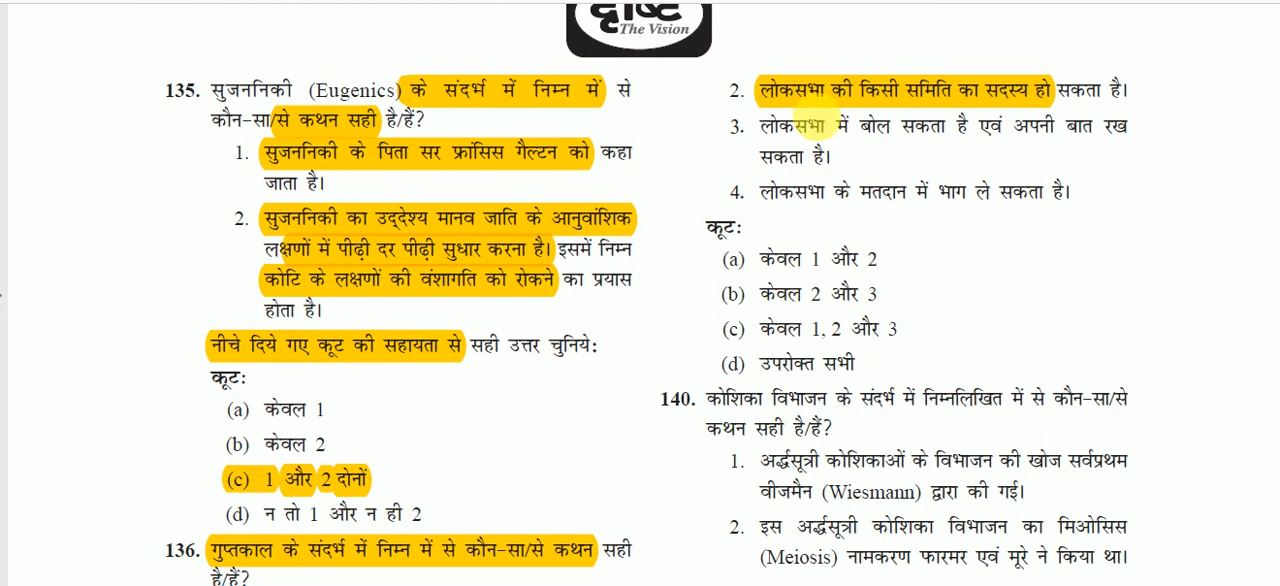 दृष्टि
The Vision
135. सुजननिकी (Eugenics) के संदर्भ में निम्न में से
कौन-सा/से कथन सही है/हैं?
1. सुजननिकी के पिता सर फ्रांसिस गैल्टन को कहा
जाता है।
2. सुजननिकी का उद्देश्य मानव जाति के आनुवांशिक
लक्षणों में पीढ़ी दर पीढ़ी सुधार करना है। इसमें निम्न
कोटि के लक्षणों की वंशागति को रोकने का प्रयास
होता है।
नीचे दिये गए कूट की सहायता से सही उत्तर चुनिये:
कूट:
(a) केवल 1
(b) केवल 2
(c) 1 और 2 दोनों
(d) न तो 1 और न ही 2
136. गुप्तकाल के संदर्भ में निम्न में से कौन-सा/से कथन सही
है/हैं?
2. लोकसभा की किसी समिति का सदस्य हो सकता है।
3. लोकसभा में बोल सकता है एवं अपनी बात रख
सकता है।
4. लोकसभा के मतदान में भाग ले सकता है।
कूट:
(a) केवल 1 और 2
(b) केवल 2 और 3
(c) केवल 1, 2 और 3
(d) उपरोक्त सभी
140. कोशिका विभाजन के संदर्भ में निम्नलिखित में से कौन-सा/से
कथन सही है/हैं?
1. अर्द्धसूत्री कोशिकाओं के विभाजन की खोज सर्वप्रथम
वीजमैन (Wiesmann) द्वारा की गई।
2. इस अर्द्धसूत्री कोशिका विभाजन का मिओसिस
(Meiosis) नामकरण फारमर एवं मूरे ने किया था।